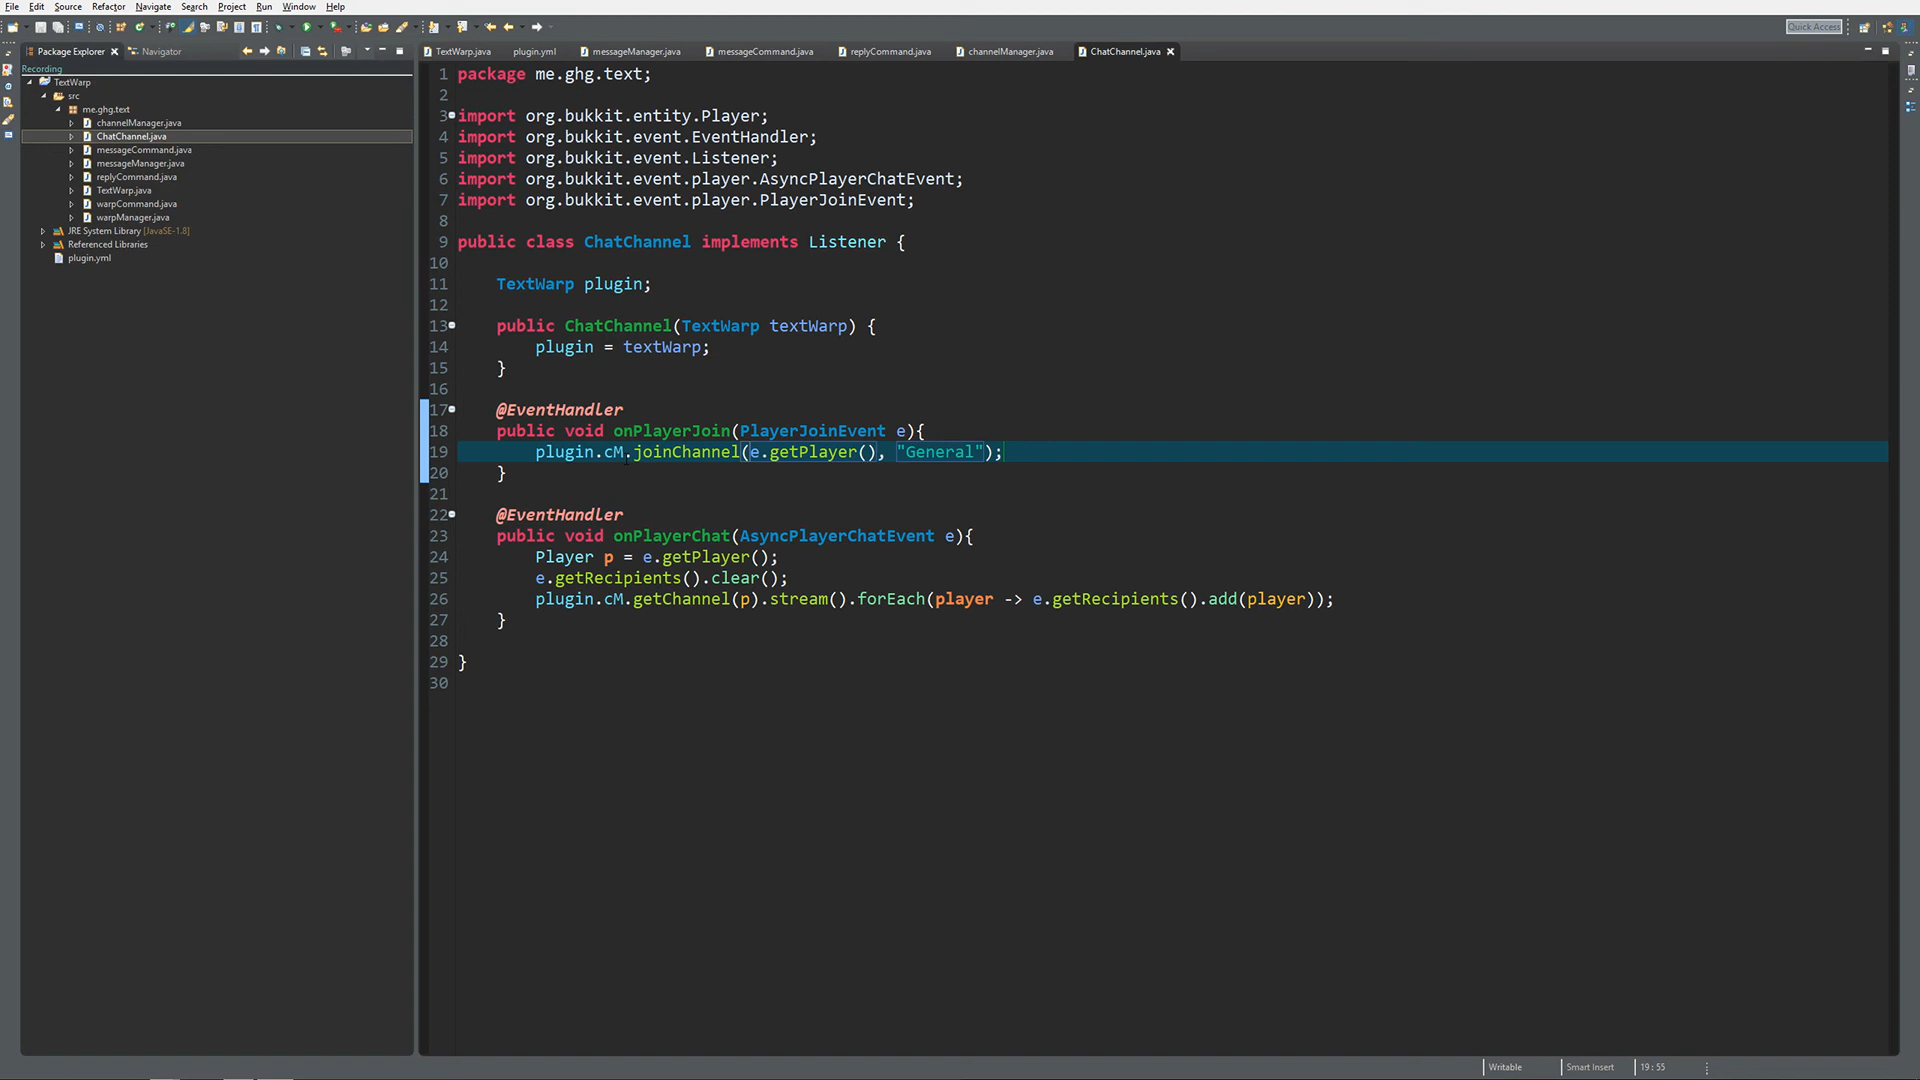 File Edit Source Refactor Navigate Search Project Run Window Help
Quick Access
Package Explorer Navigator
TextWarp.java plugin.yml messageManager.java messageCommand.java replyCommand.java channelManager.java ChatChannel.java
Recording
TextWarp
src
me.ghg.text
channelManager.java
ChatChannel.java
messageCommand.java
messageManager.java
replyCommand.java
TextWarp.java
warpCommand.java
warpManager.java
JRE System Library [JavaSE-1.8]
Referenced Libraries
plugin.yml
1 package me.ghg.text;
2
3 import org.bukkit.entity.Player;
4 import org.bukkit.event.EventHandler;
5 import org.bukkit.event.Listener;
6 import org.bukkit.event.player.AsyncPlayerChatEvent;
7 import org.bukkit.event.player.PlayerJoinEvent;
8
9 public class ChatChannel implements Listener {
10
11 TextWarp plugin;
12
13 public ChatChannel(TextWarp textWarp) {
14 plugin = textWarp;
15 }
16
17 @EventHandler
18 public void onPlayerJoin(PlayerJoinEvent e){
19 plugin.cM.joinChannel(e.getPlayer(), "General");
20 }
21
22 @EventHandler
23 public void onPlayerChat(AsyncPlayerChatEvent e){
24 Player p = e.getPlayer();
25 e.getRecipients().clear();
26 plugin.cM.getChannel(p).stream().forEach(player -> e.getRecipients().add(player));
27 }
28
29 }
30
Writable Smart Insert 19 : 55